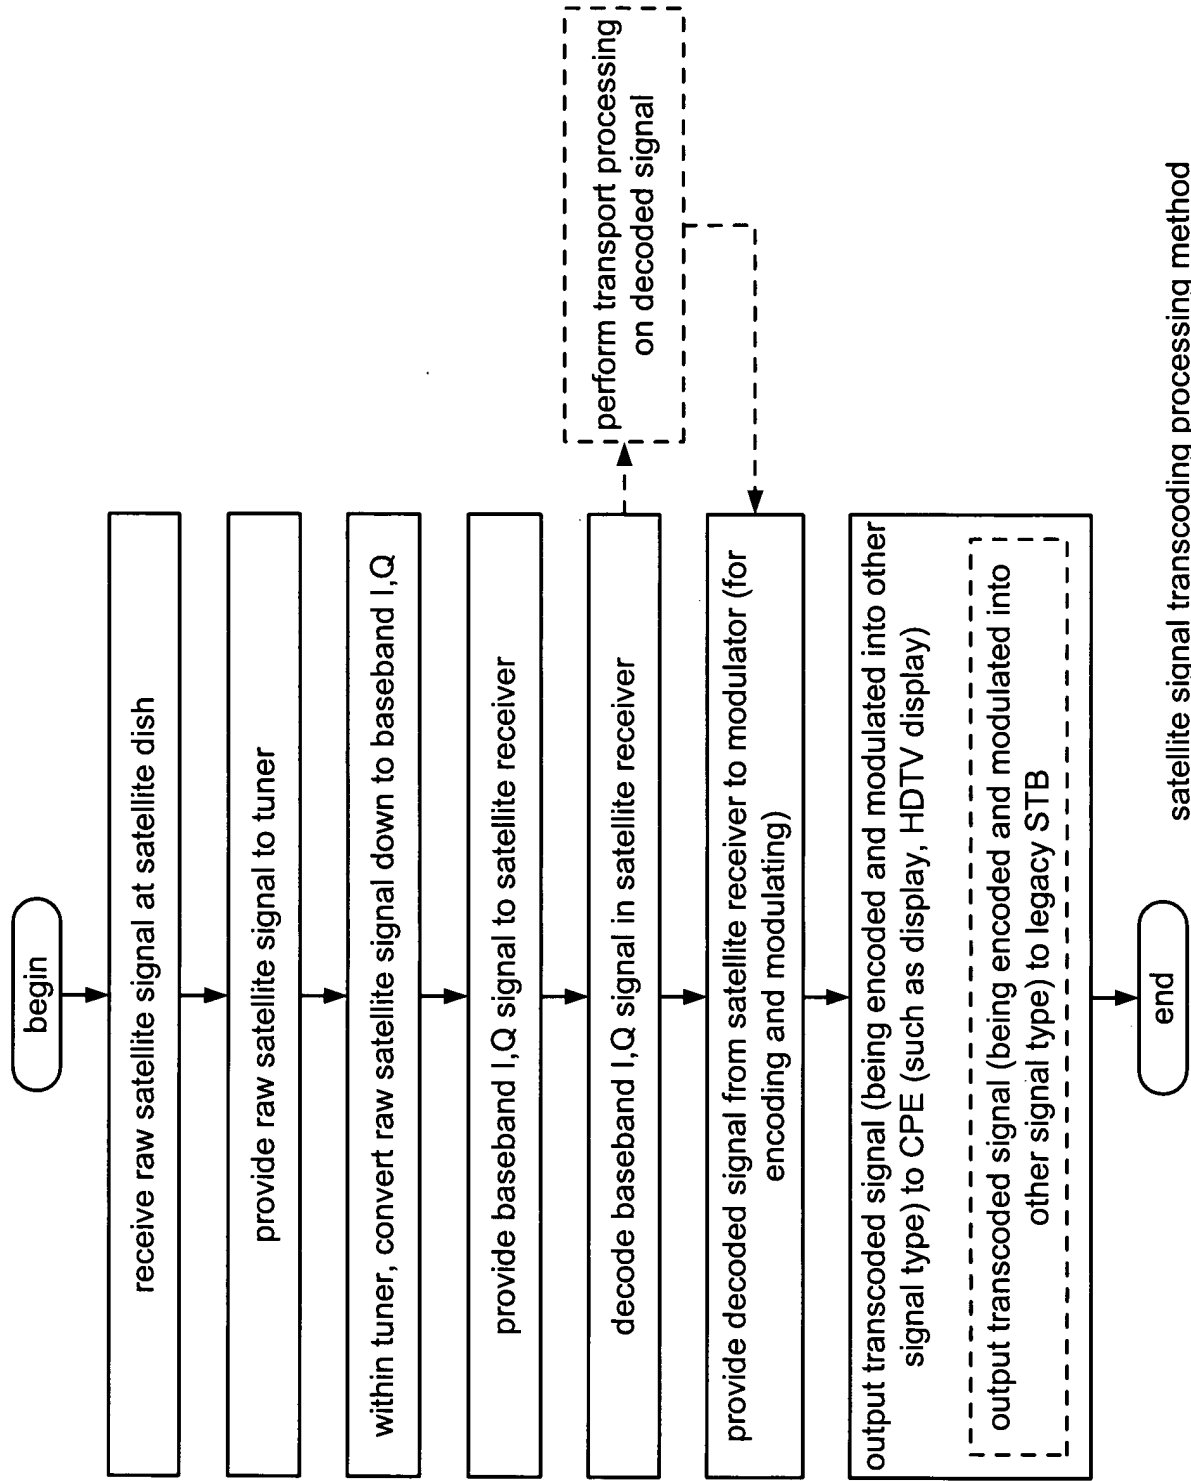 begin
receive raw satellite signal at satellite dish
provide raw satellite signal to tuner
within tuner, convert raw satellite signal down to baseband I,Q
provide baseband I,Q signal to satellite receiver
decode baseband I,Q signal in satellite receiver
perform transport processing
on decoded signal
provide decoded signal from satellite receiver to modulator (for
encoding and modulating)
output transcoded signal (being encoded and modulated into other
signal type) to CPE (such as display, HDTV display)
output transcoded signal (being encoded and modulated into
other signal type) to legacy STB
end
satellite signal transcoding processing method